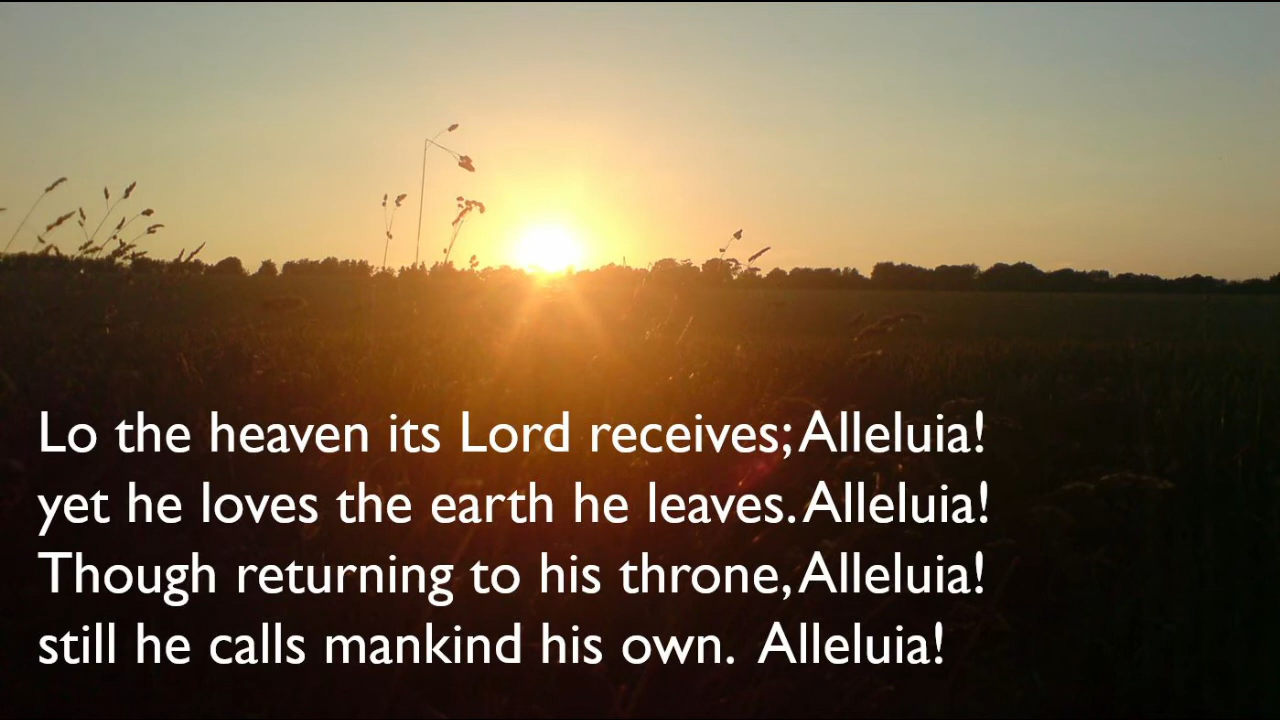 Lo the heaven its Lord receives; Alleluia!
yet he loves the earth he leaves. Alleluia!
Though returning to his throne, Alleluia!
still he calls mankind his own. Alleluia!